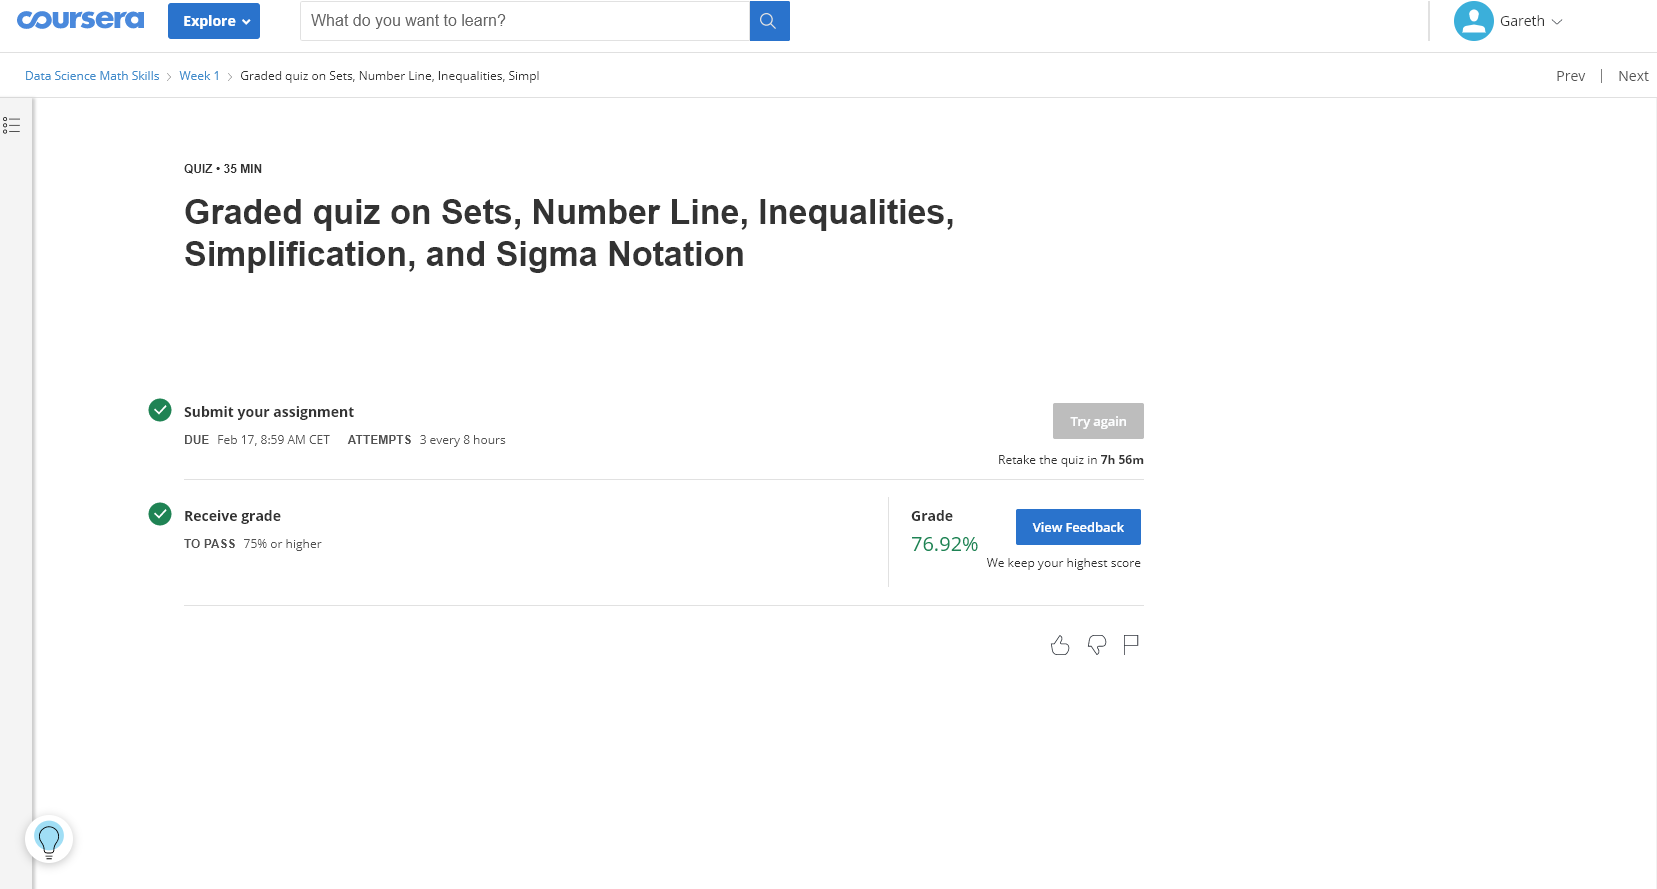 coursera
Explore
What do you want to learn?
Gareth
Data Science Math Skills
Week 1
Graded quiz on Sets, Number Line, Inequalities, Simpl
Prev | Next
QUIZ • 35 MIN
Graded quiz on Sets, Number Line, Inequalities,
Simplification, and Sigma Notation
Submit your assignment
Try again
DUE Feb 17, 8:59 AM CET ATTEMPTS 3 every 8 hours
Retake the quiz in 7h 56m
Receive grade
TO PASS 75% or higher
Grade
76.92%
View Feedback
We keep your highest score